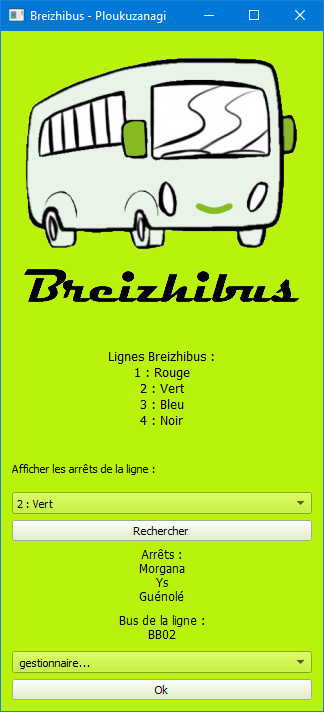 Breizhibus - Ploukuzanagi
Breizhibus
Lignes Breizhibus :
1 : Rouge
2 : Vert
3 : Bleu
4 : Noir
Afficher les arrêts de la ligne :
2 : Vert
Rechercher
Arrêts :
Morgana
Ys
Guénolé
Bus de la ligne :
BB02
gestionnaire...
Ok